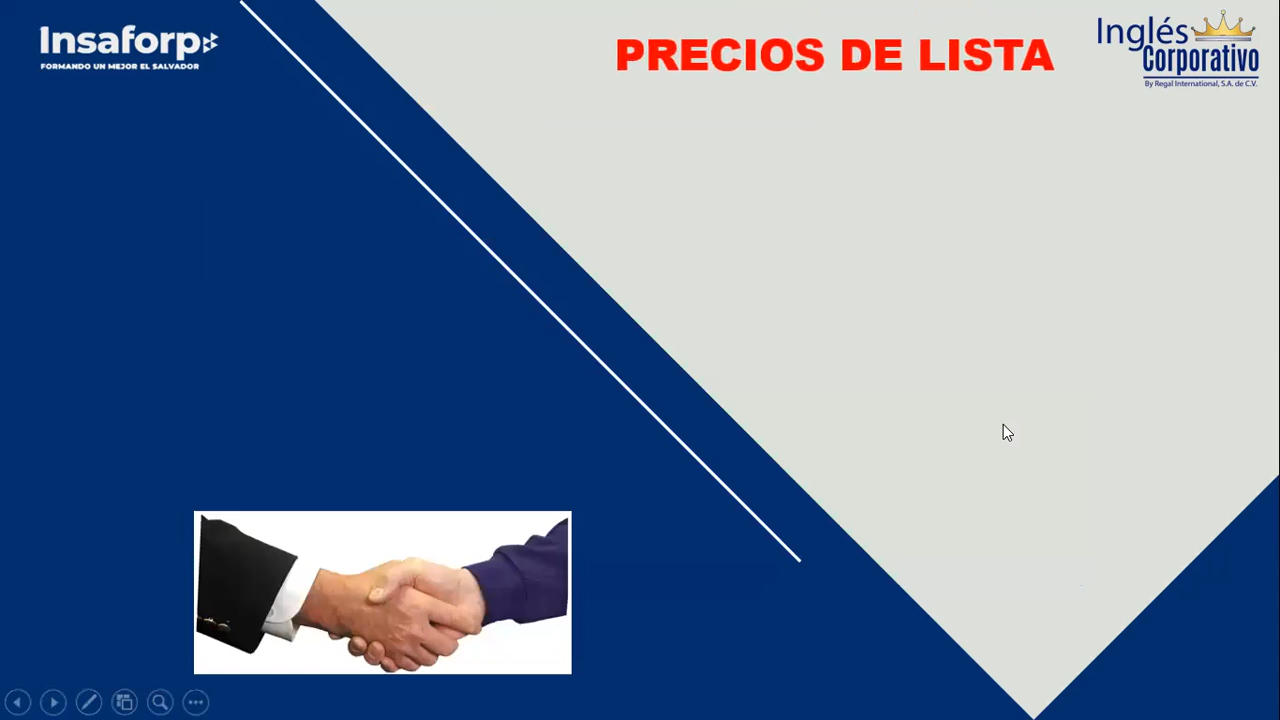 Insaforp
FORMANDO UN MEJOR EL SALVADOR
PRECIOS DE LISTA
Inglés
Corporativo
By Regal International, S.A. de C.V.